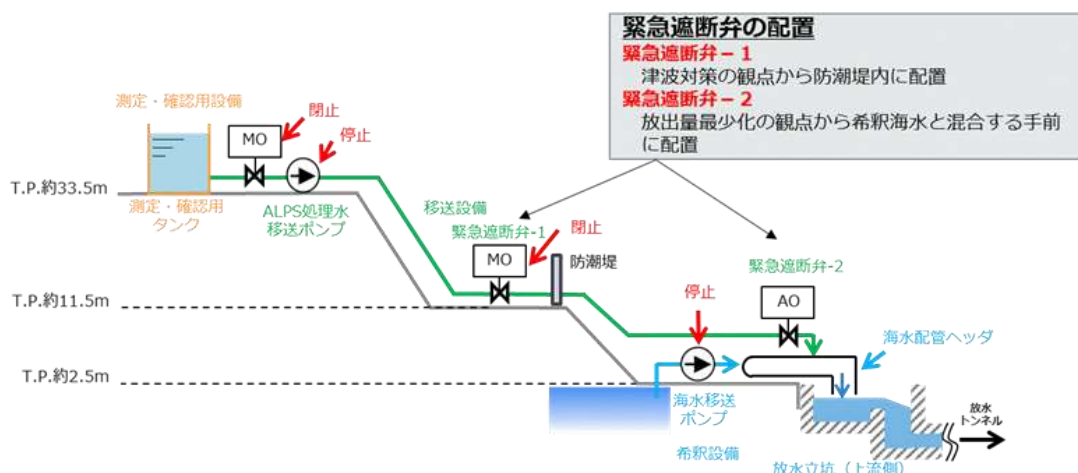 緊急遮断弁の配置
緊急遮断弁－1
津波対策の観点から防潮堤内に配置
緊急遮断弁－2
放出量最少化の観点から希釈海水と混合する手前
に配置
測定・確認用設備
MO
閉止
停止
T.P.約33.5m
測定・確認用
タンク
ALPS処理水
移送ポンプ
移送設備
緊急遮断弁-1
閉止
MO
防潮堤
緊急遮断弁-2
T.P.約11.5m
停止
AO
海水配管ヘッダ
T.P.約2.5m
海水移送
ポンプ
放水
トンネル
希釈設備
放水立坑（上流側）